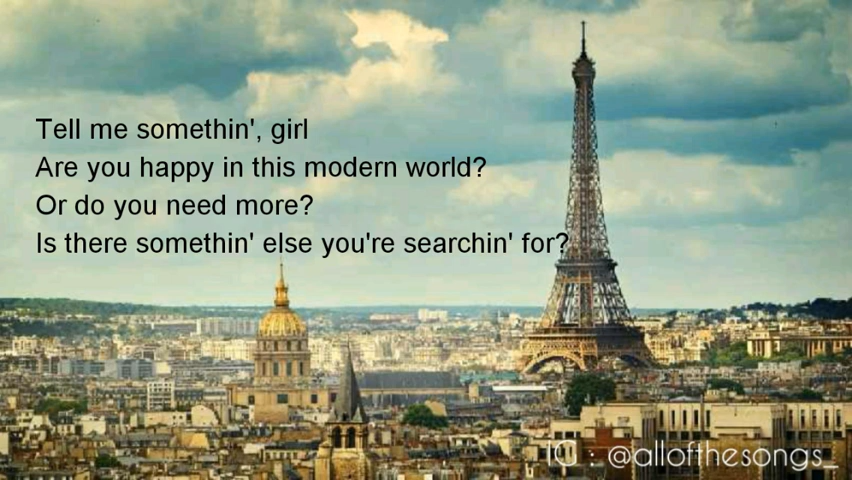 Tell me somethin', girl
Are you happy in this modern world?
Or do you need more?
Is there somethin' else you're searchin' for?
IG : @allofthesongs_